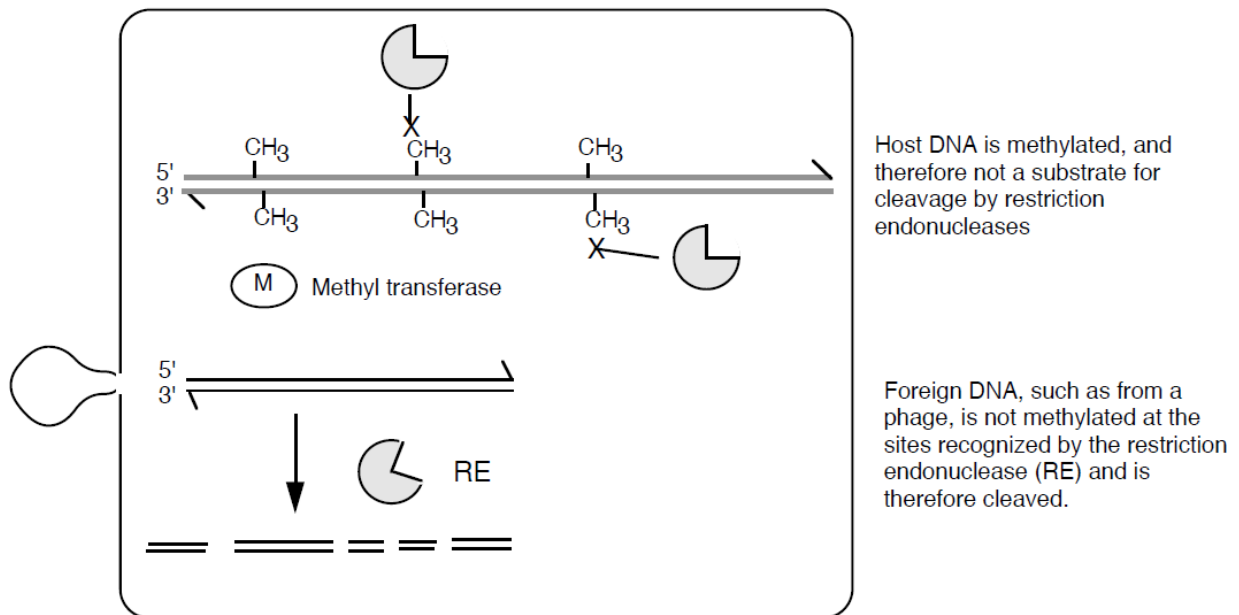 CH3
X
CH3
CH3
5'
3'
CH3
CH3
CH3
X
M
Methyl transferase
Host DNA is methylated, and
therefore not a substrate for
cleavage by restriction
endonucleases
5'
3'
RE
Foreign DNA, such as from a
phage, is not methylated at the
sites recognized by the restriction
endonuclease (RE) and is
therefore cleaved.